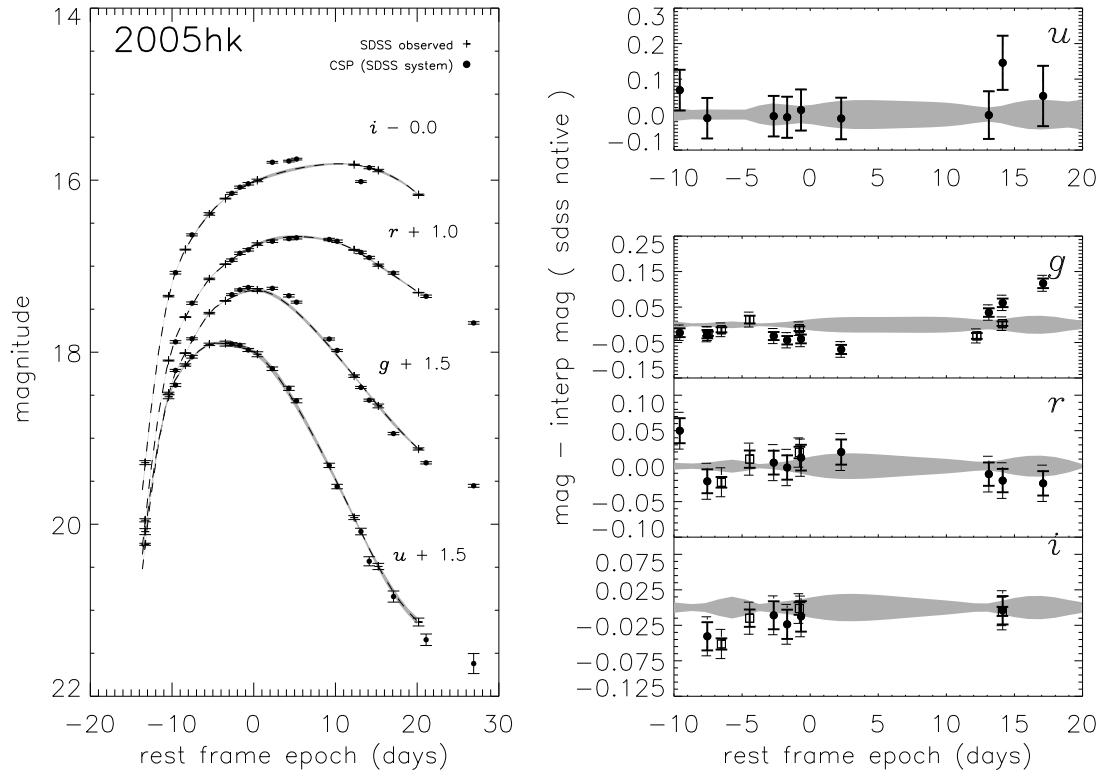 2005hk
SDSS observed +
CSP (SDSS system) ●
i − 0.0
r + 1.0
g + 1.5
u + 1.5
magnitude
14
16
18
20
22
−20 −10 0 10 20 30
rest frame epoch (days)
mag − interp mag ( sdss native )
u
0.3
0.2
0.1
0.0
−0.1
−10 −5 0 5 10 15 20
g
0.25
0.15
0.05
−0.05
−0.15
r
0.10
0.05
0.00
−0.05
−0.10
i
0.075
0.025
−0.025
−0.075
−0.125
−10 −5 0 5 10 15 20
rest frame epoch (days)